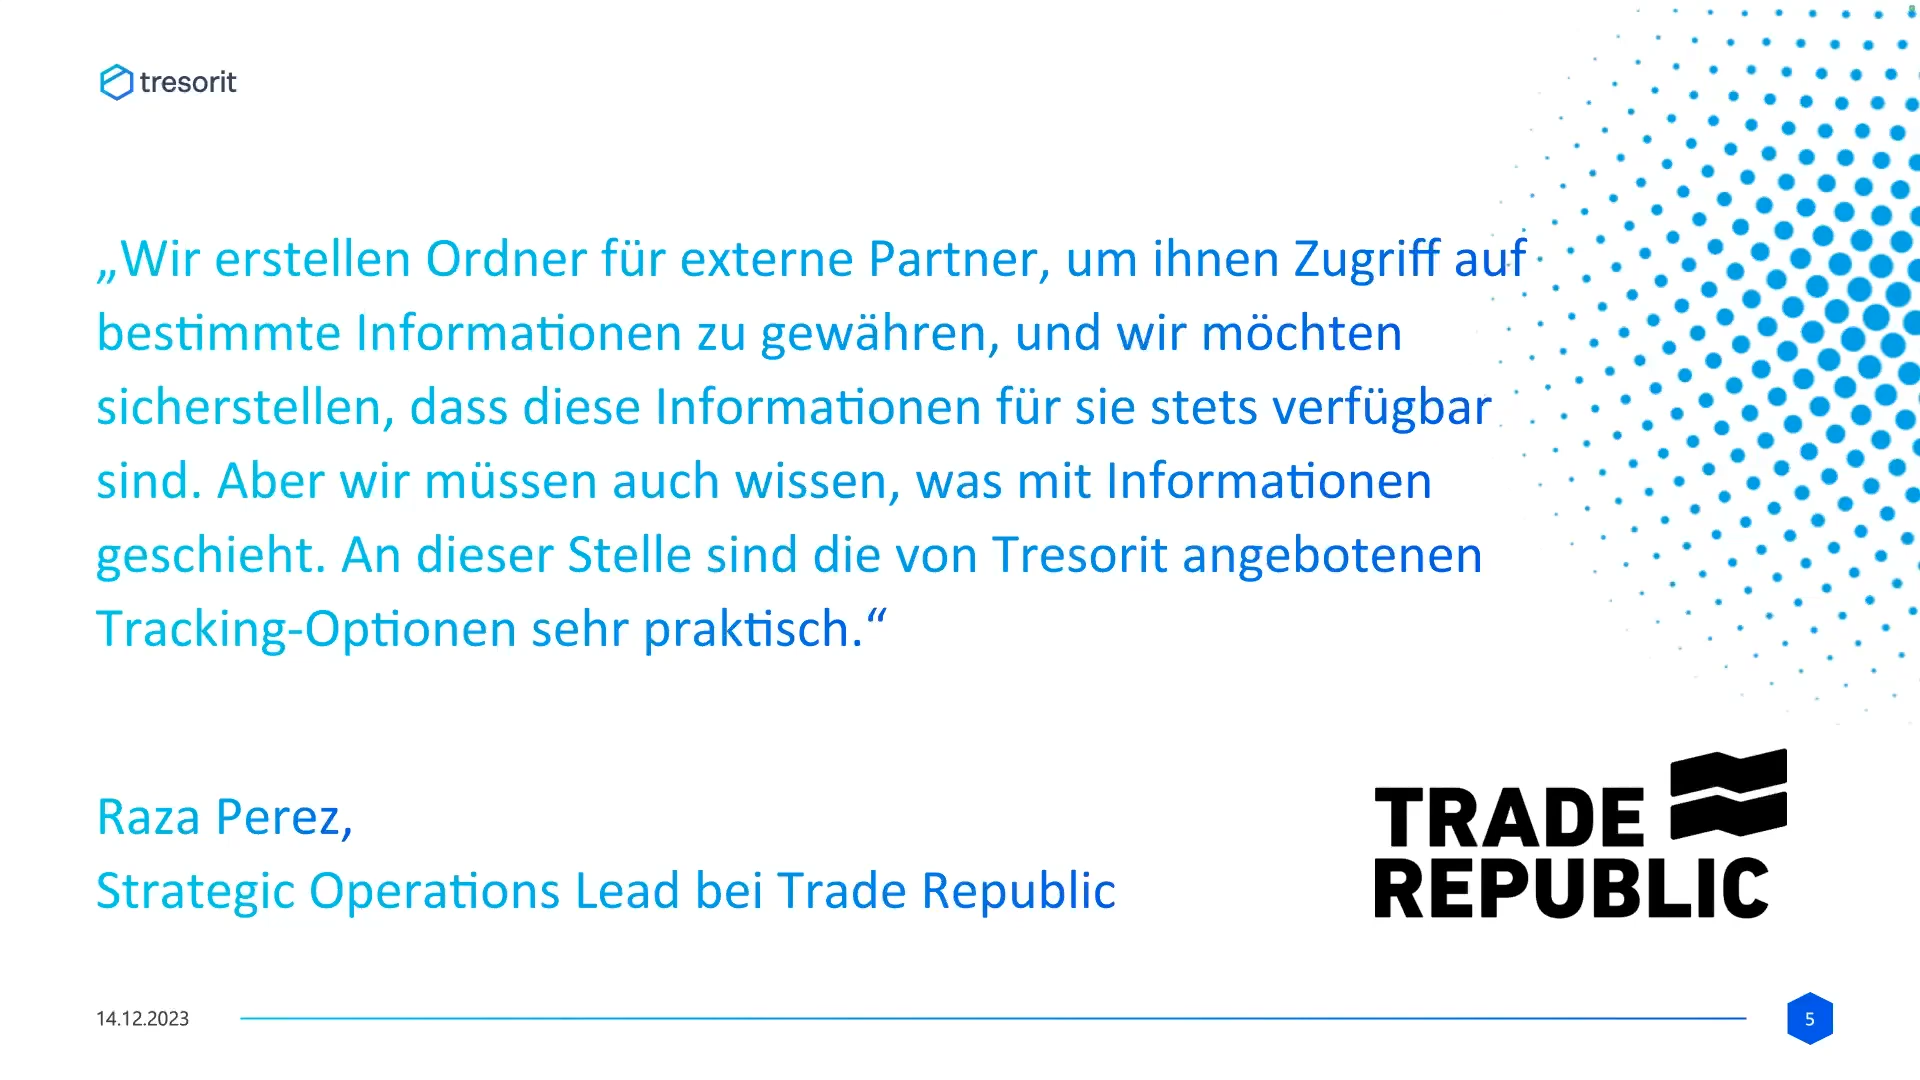 tresorit
„Wir erstellen Ordner für externe Partner, um ihnen Zugriff auf
bestimmte Informationen zu gewähren, und wir möchten
sicherstellen, dass diese Informationen für sie stets verfügbar
sind. Aber wir müssen auch wissen, was mit Informationen
geschieht. An dieser Stelle sind die von Tresorit angebotenen
Tracking-Optionen sehr praktisch.“
Raza Perez,
Strategic Operations Lead bei Trade Republic
TRADE
REPUBLIC
14.12.2023
5